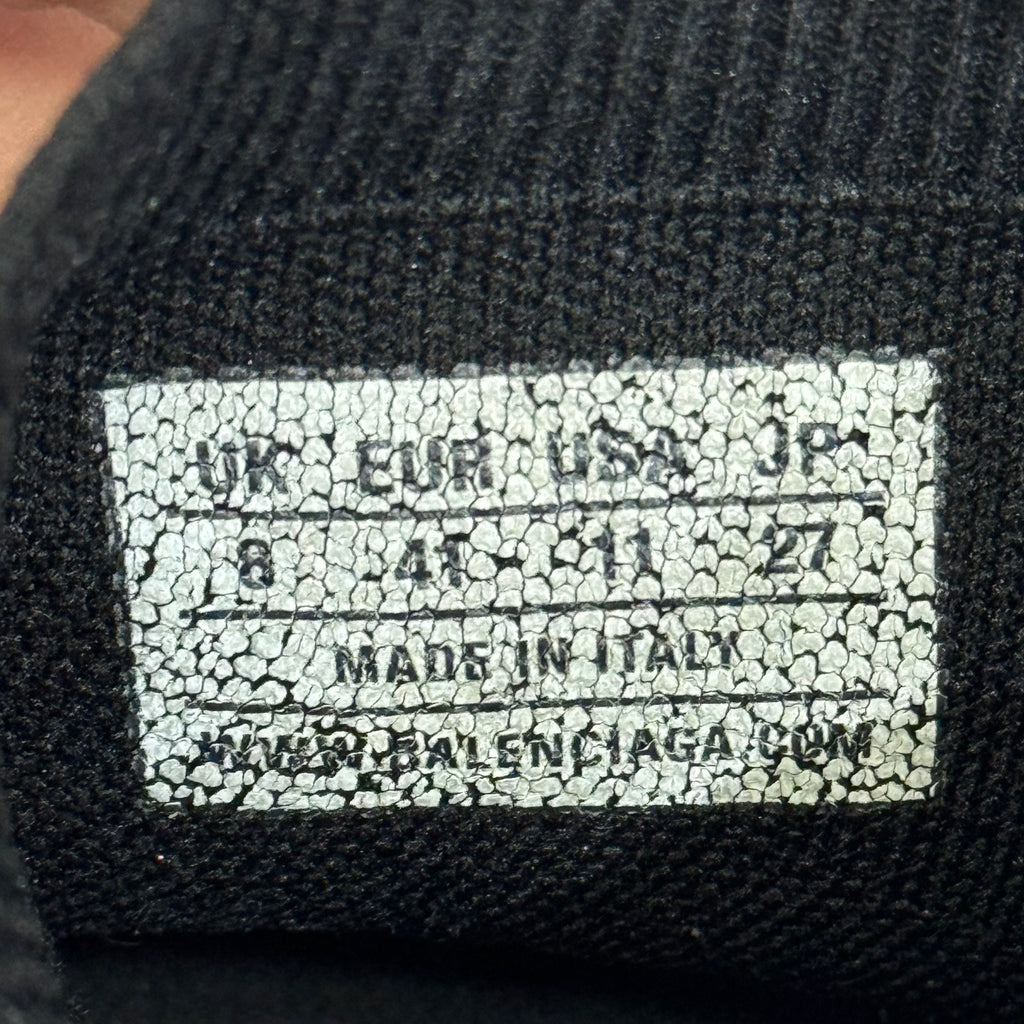 UK EUR USA JP
8 41 11 27
MADE IN ITALY
WWW.BALENCIAGA.COM